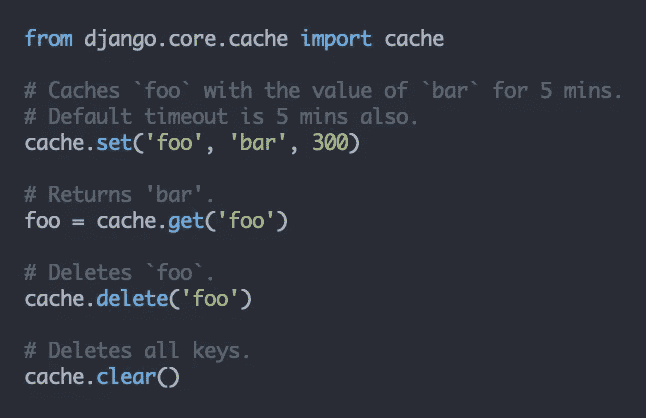 from django.core.cache import cache
# Caches `foo` with the value of `bar` for 5 mins.
# Default timeout is 5 mins also.
cache.set('foo', 'bar', 300)
# Returns 'bar'.
foo = cache.get('foo')
# Deletes `foo`.
cache.delete('foo')
# Deletes all keys.
cache.clear()